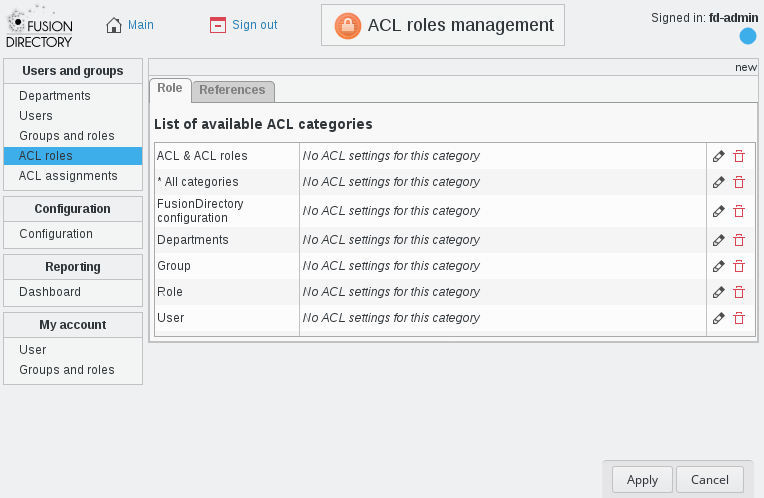 FUSION
DIRECTORY
Main
Sign out
ACL roles management
Signed in: fd-admin
Users and groups
Departments
Users
Groups and roles
ACL roles
ACL assignments
Configuration
Configuration
Reporting
Dashboard
My account
User
Groups and roles
new
Role
References
List of available ACL categories
ACL & ACL roles
No ACL settings for this category
* All categories
No ACL settings for this category
FusionDirectory
configuration
No ACL settings for this category
Departments
No ACL settings for this category
Group
No ACL settings for this category
Role
No ACL settings for this category
User
No ACL settings for this category
Apply
Cancel